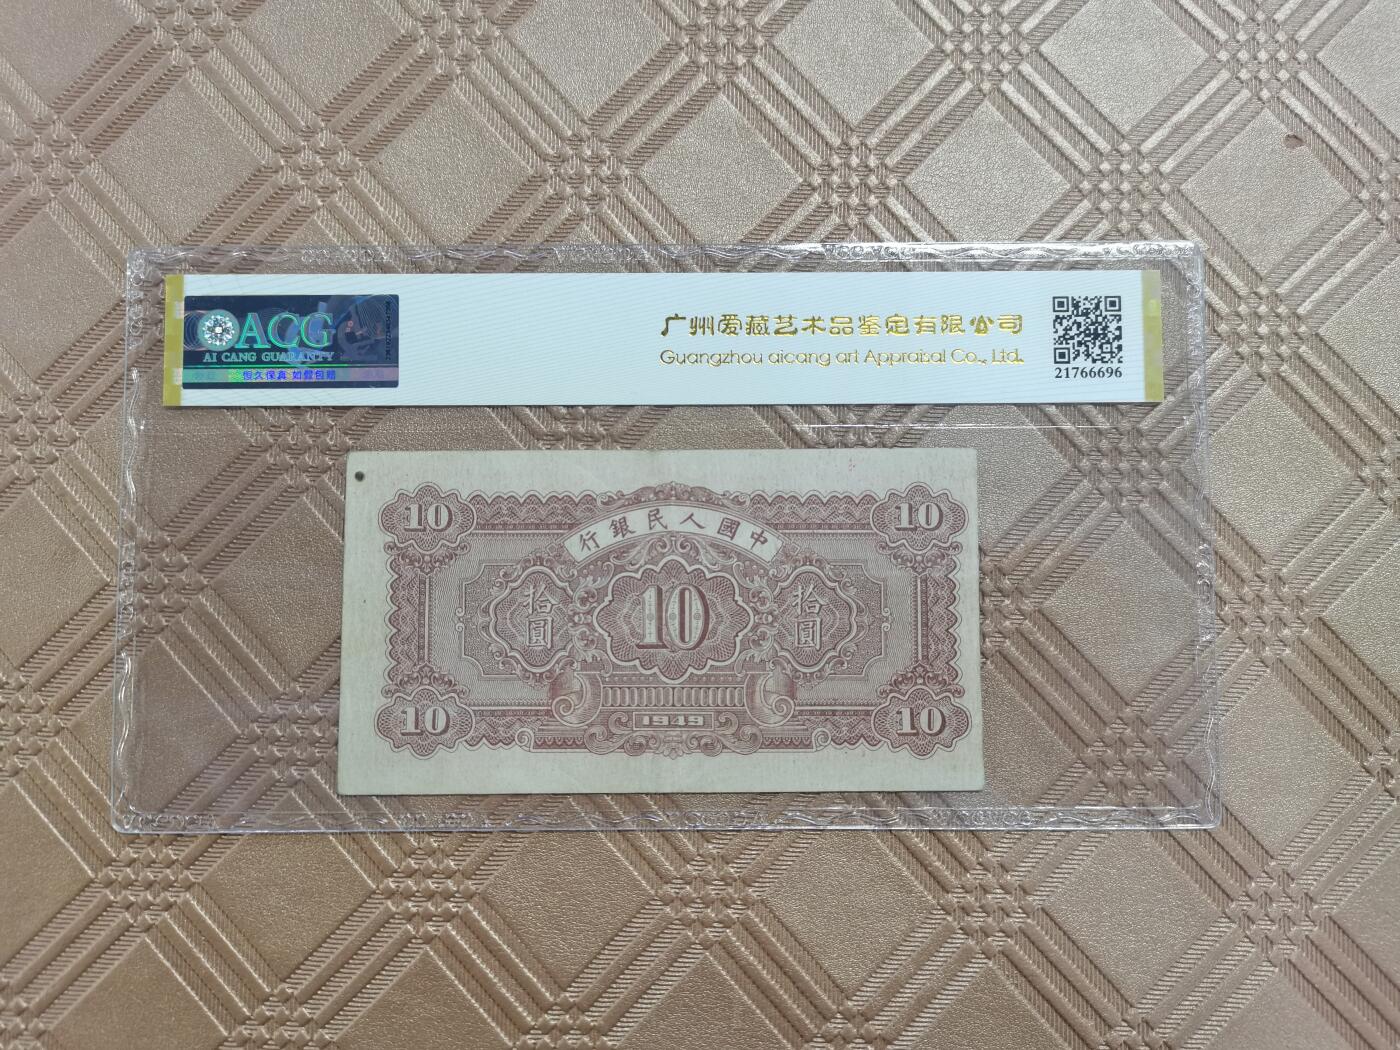 ACG
AI CANG GUARANTY
恒久保真 如假包赔
广州爱藏艺术品鉴定有限公司
Guangzhou aicang art Appraisal Co., Ltd.
21766696
10
10
行銀民人國中
拾圓
10
拾圓
10
1949
10